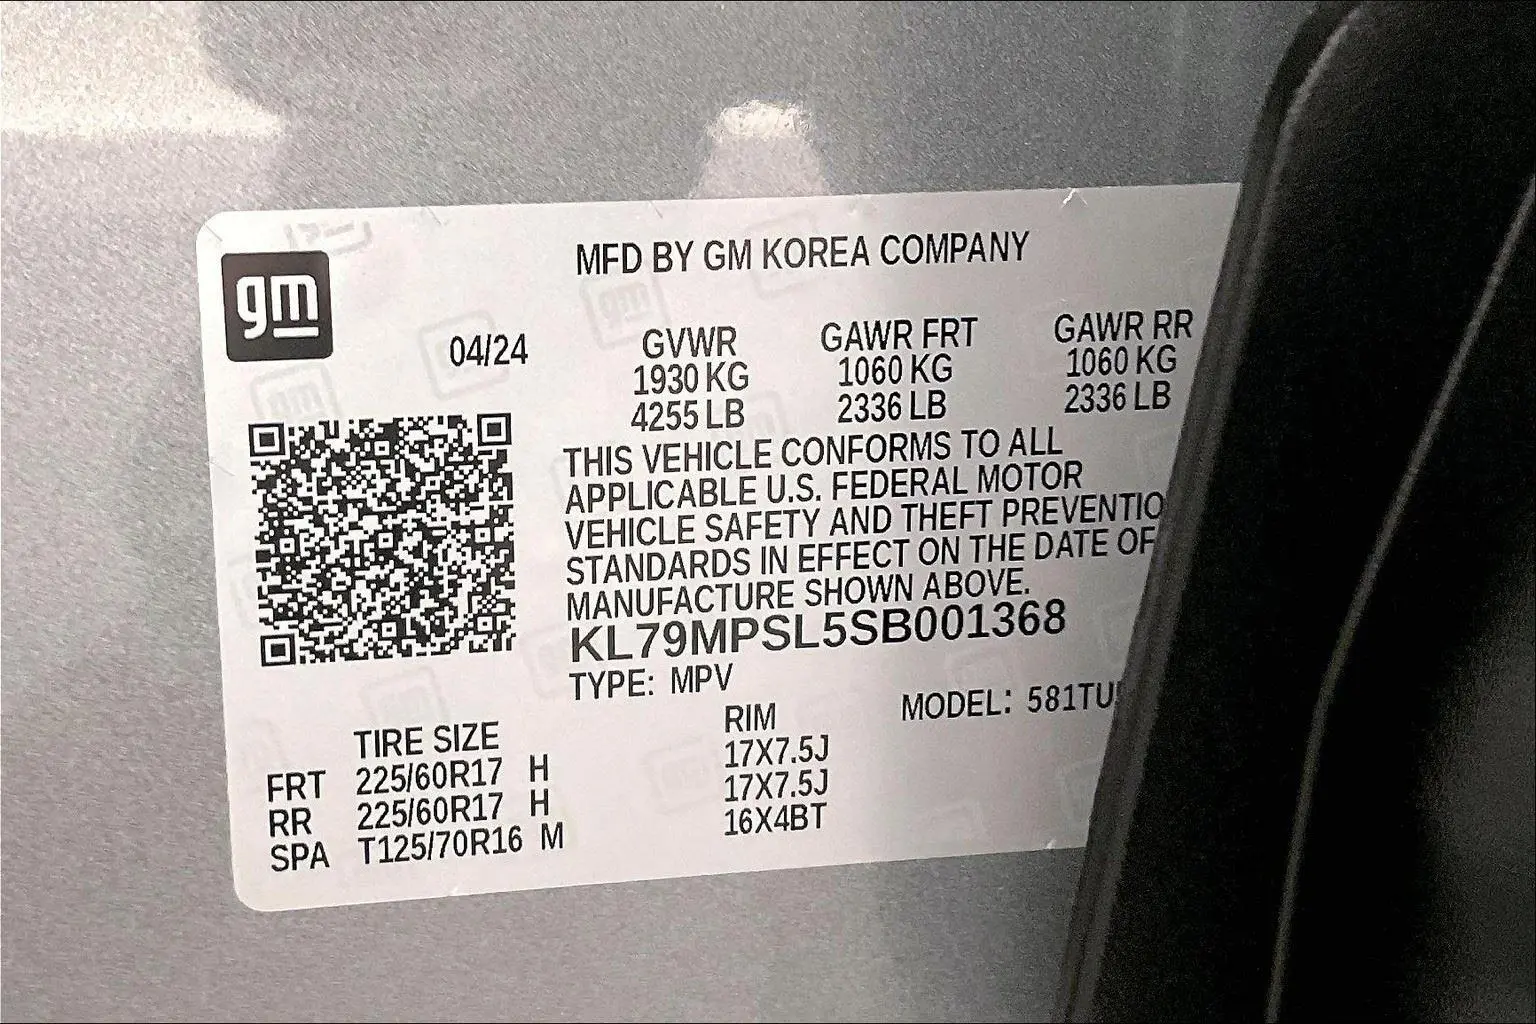 gm
MFD BY GM KOREA COMPANY
04/24
GVWR GAWR FRT GAWR RR
1930 KG 1060 KG 1060 KG
4255 LB 2336 LB 2336 LB
THIS VEHICLE CONFORMS TO ALL
APPLICABLE U.S. FEDERAL MOTOR
VEHICLE SAFETY AND THEFT PREVENTIO
STANDARDS IN EFFECT ON THE DATE OF
MANUFACTURE SHOWN ABOVE.
KL79MPSL5SB001368
TYPE: MPV MODEL: 581TU
TIRE SIZE RIM
FRT 225/60R17 H 17X7.5J
RR 225/60R17 H 17X7.5J
SPA T125/70R16 M 16X4BT